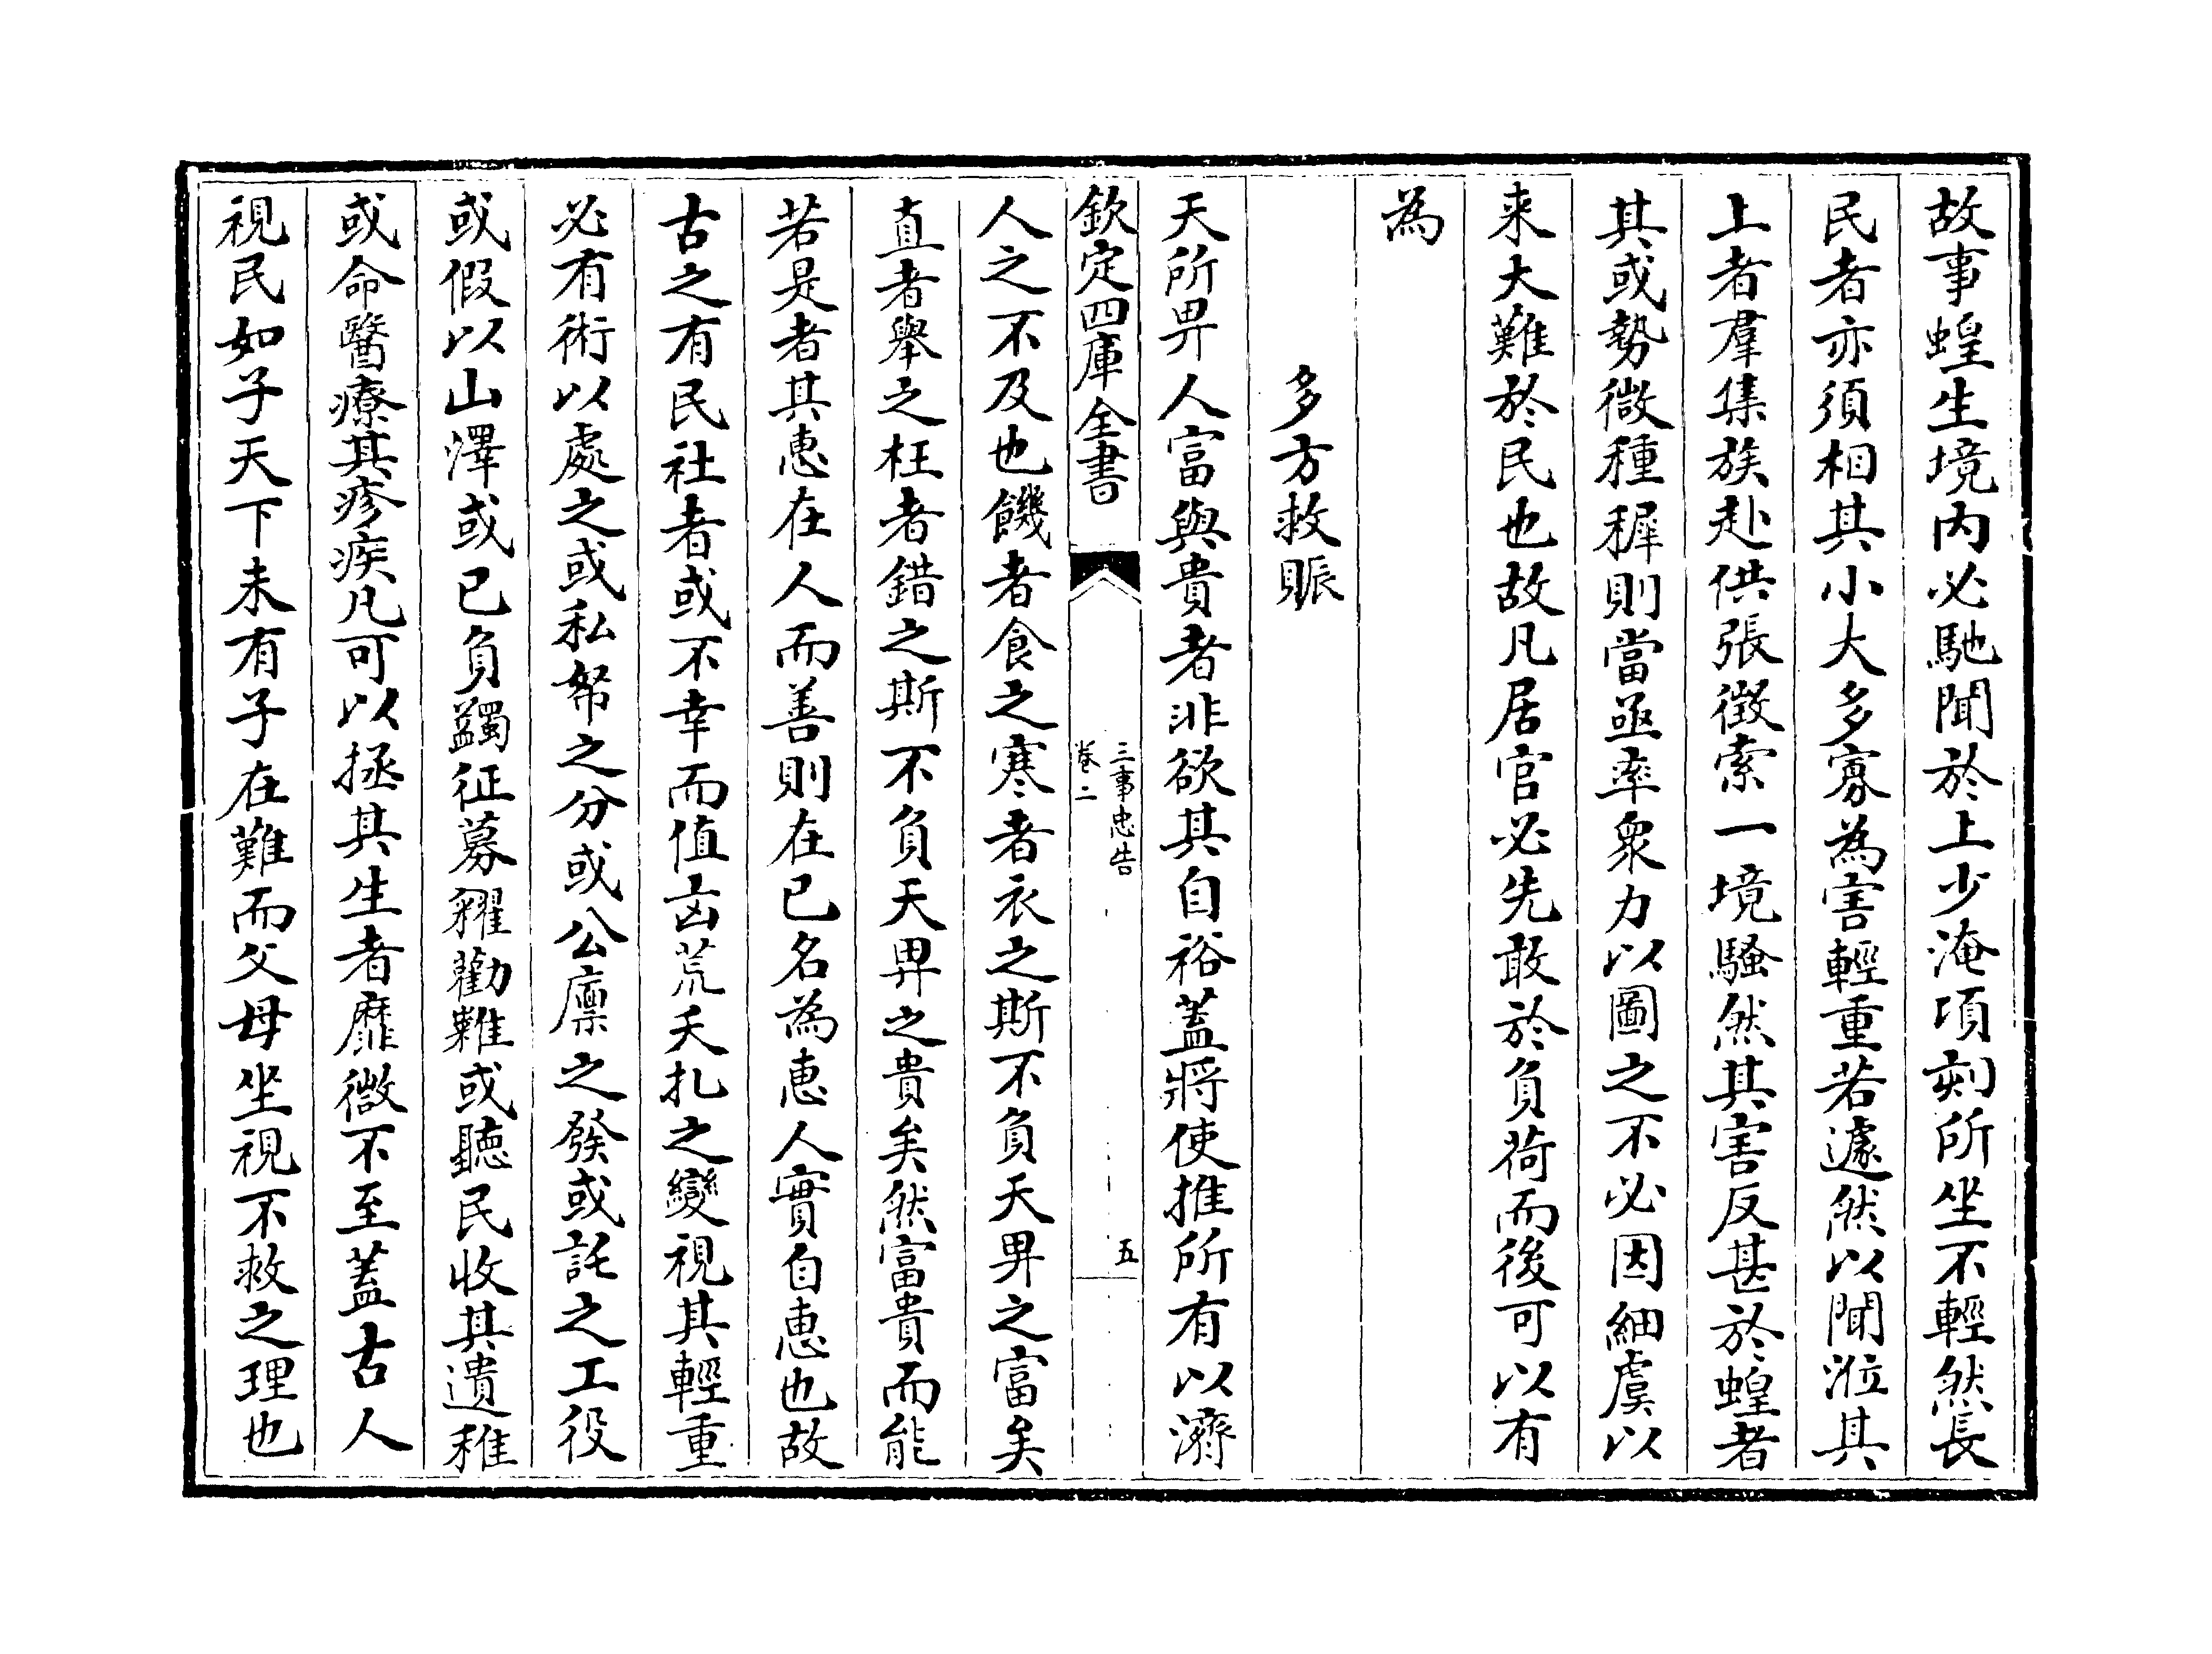 故事蝗生境内必馳聞於上少淹頃刻所坐不輕然長
民者亦須相其小大多寡為害輕重若遽然以聞涖其
上者羣集族赴供張徴索一境騷然其害反甚於蝗者
其或勢微種穉則當亟率衆力以圖之不必因細虞以
来大難於民也故凡居官必先敢於負荷而後可以有
為
多方救賑
天所畀人富與貴者非欲其自裕蓋將使推所有以濟
欽定四庫全書
三事忠告
卷二
五
人之不及也饑者食之寒者衣之斯不負天畀之富矣
直者舉之枉者錯之斯不負天畀之貴矣然富貴而能
若是者其惠在人而善則在已名為惠人實自惠也故
古之有民社者或不幸而值㐫荒夭扎之變視其輕重
必有術以處之或私帑之分或公廪之發或託之工役
或假以山澤或已負蠲征募糴勸難或聽民收其遺稚
或命醫療其疹疾凡可以拯其生者靡微不至蓋古人
視民如子天下未有子在難而父母坐視不救之理也